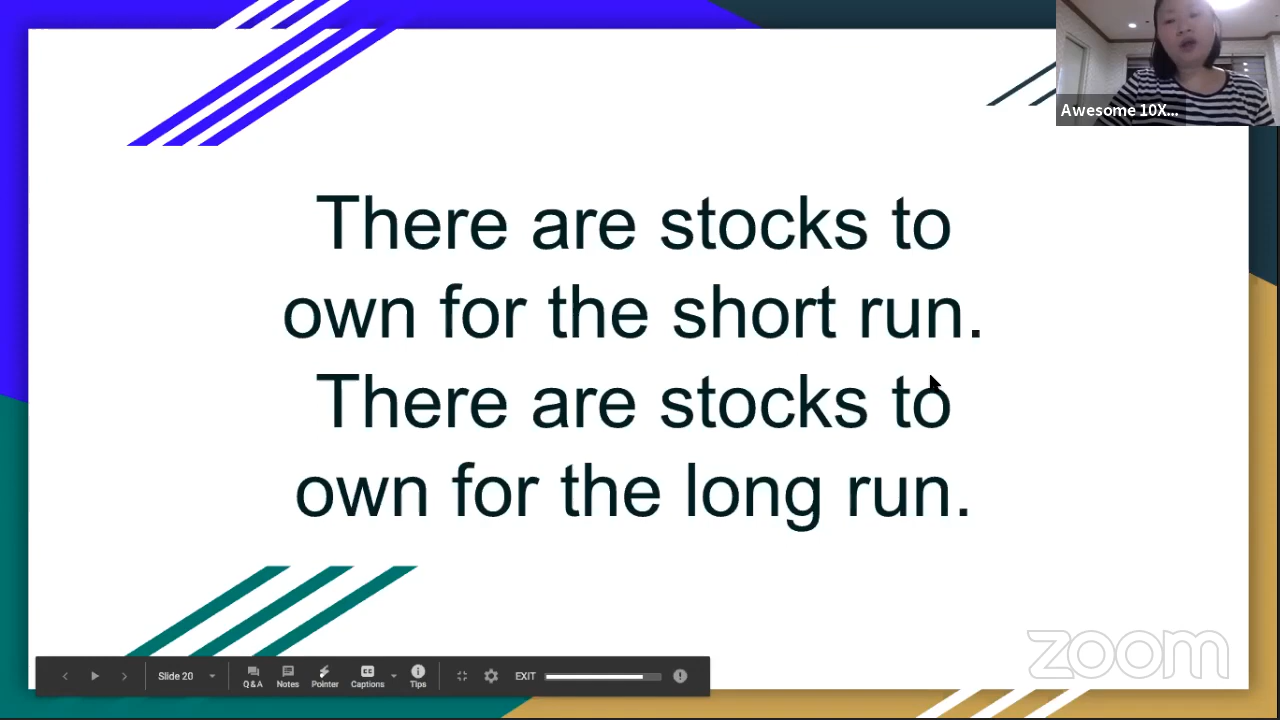 Awesome 10X...
There are stocks to
own for the short run.
There are stocks to
own for the long run.
zoom
Slide 20
Q&A
Notes
Pointer
CC
Captions
Tips
EXIT